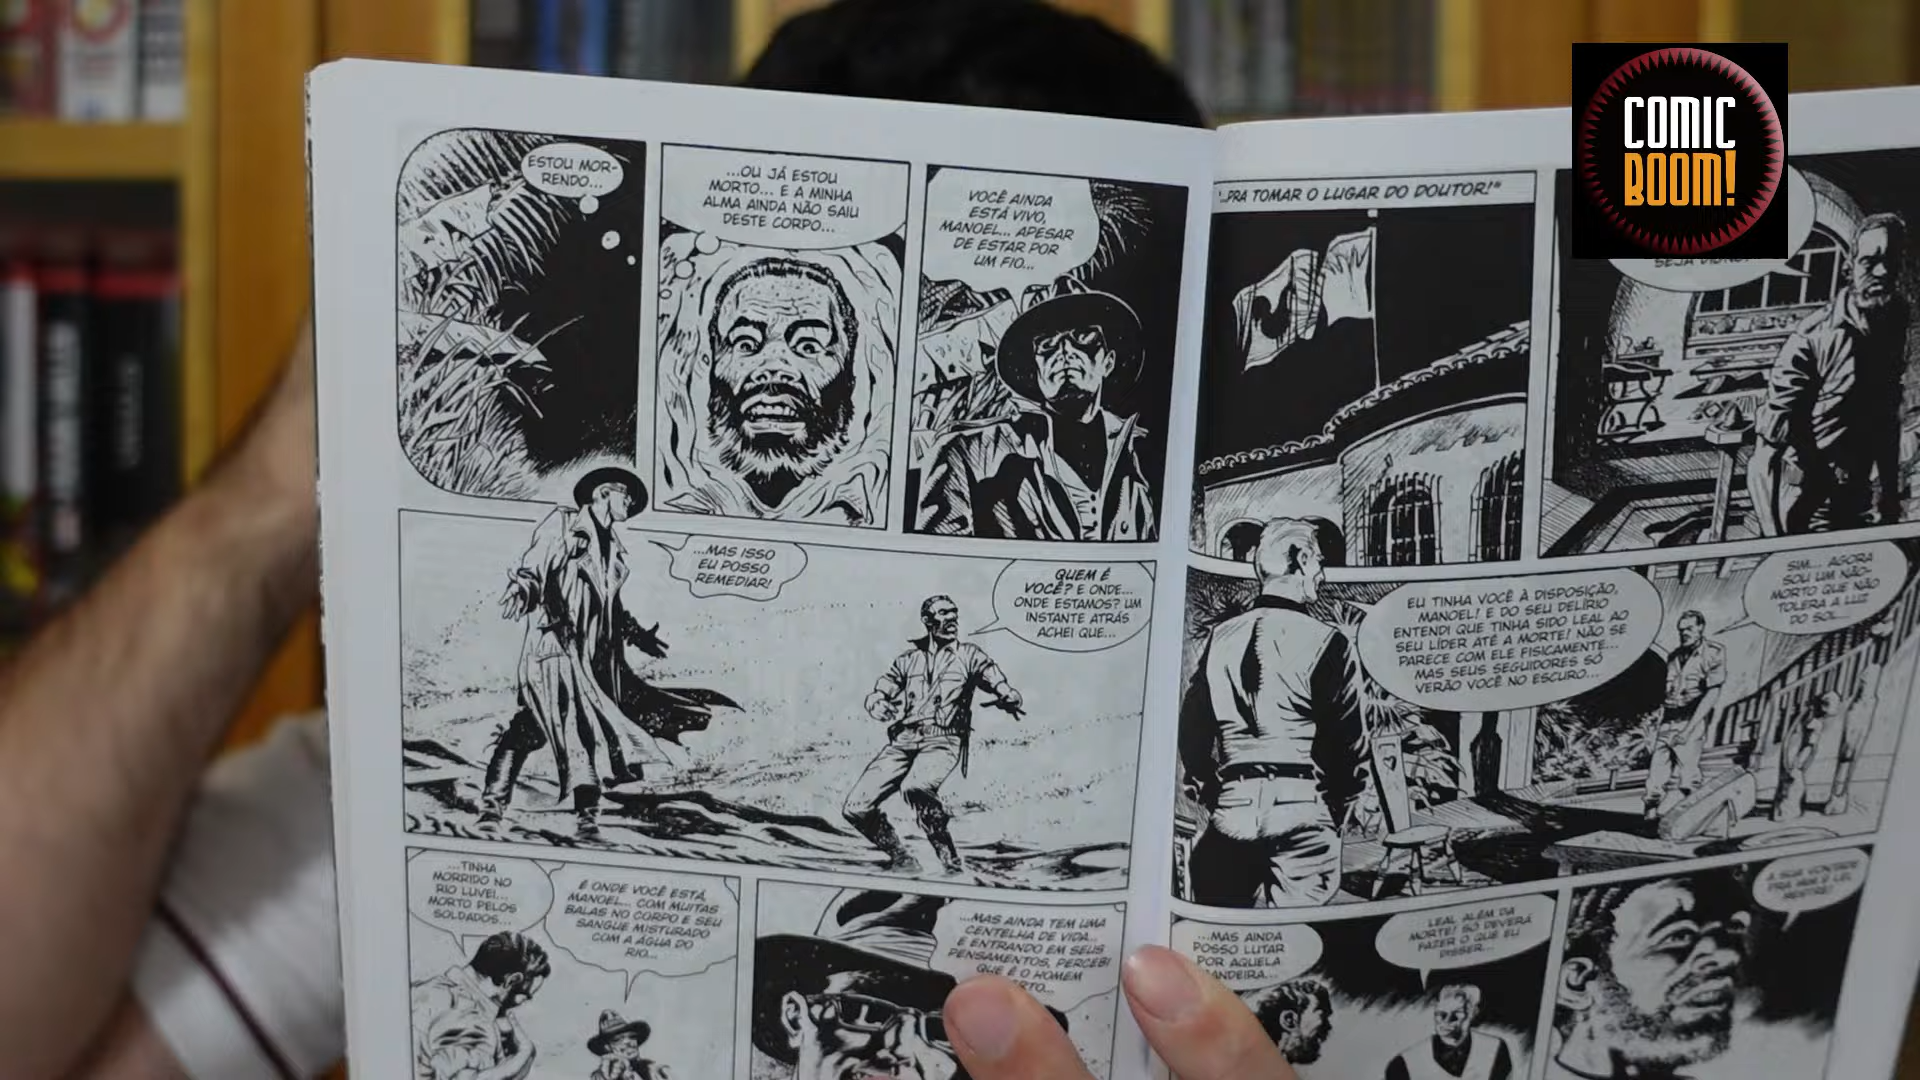 ESTOU MOR-
RENDO...
...OU JÁ ESTOU
MORTO... E A MINHA
ALMA AINDA NÃO SAIU
DESTE CORPO...
VOCÊ AINDA
ESTÁ VIVO,
MANOEL... APESAR
DE ESTAR POR
UM FIO...
...MAS ISSO
EU POSSO
REMEDIAR!
QUEM É
VOCÊ? E ONDE...
ONDE ESTAMOS? UM
INSTANTE ATRÁS
ACHEI QUE...
...TINHA
MORRIDO NO
RIO LUVEI...
MORTO PELOS
SOLDADOS...
É ONDE VOCÊ ESTÁ,
MANOEL... COM MUITAS
BALAS NO CORPO E SEU
SANGUE MISTURADO
COM A ÁGUA DO
RIO...
...MAS AINDA TEM UMA
CENTELHA DE VIDA...
E ENTRANDO EM SEUS
PENSAMENTOS, PERCEBI
QUE É O HOMEM
"...PRA TOMAR O LUGAR DO DOUTOR!"
EU TINHA VOCÊ À DISPOSIÇÃO,
MANOEL! E DO SEU DELÍRIO
ENTENDI QUE TINHA SIDO LEAL AO
SEU LÍDER ATÉ A MORTE! NÃO SE
PARECE COM ELE FISICAMENTE...
MAS SEUS SEGUIDORES SÓ
VERÃO VOCÊ NO ESCURO...
SIM... AGORA
SOU UM NÃO-
MORTO QUE NÃO
TOLERA A LUZ
DO SOL...
...MAS AINDA
POSSO LUTAR
POR AQUELA
BANDEIRA...
LEAL ALÉM DA
MORTE! SÓ DEVERÁ
FAZER O QUE EU
DISSER...
COMIC
BOOM!